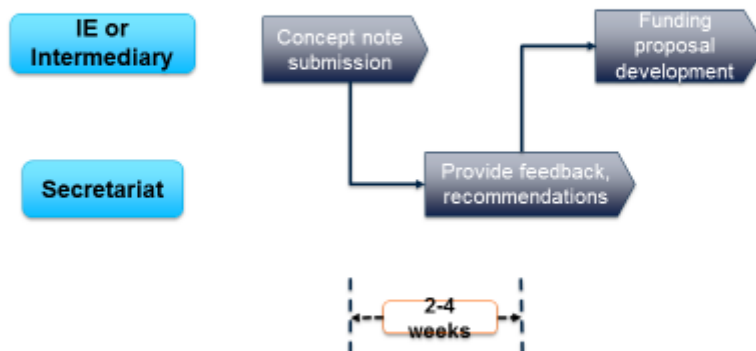 IE or
Intermediary
Concept note
submission
Funding
proposal
development
Secretariat
Provide feedback,
recommendations
2-4
weeks